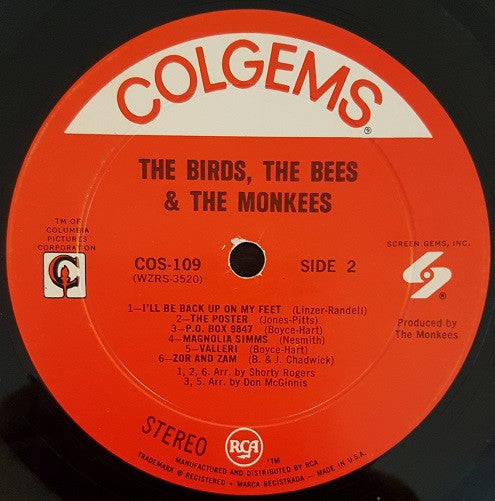 COLGEMS®
THE BIRDS, THE BEES
& THE MONKEES
TM OF
COLUMBIA
PICTURES
CORPORATION
C
SCREEN GEMS, INC.
S ®
COS-109
(WZRS-3520)
SIDE 2
1—I'LL BE BACK UP ON MY FEET (Linzer-Randell)
2—THE POSTER (Jones-Pitts)
3—P.O. BOX 9847 (Boyce-Hart)
4—MAGNOLIA SIMMS (Nesmith)
5—VALLERI (Boyce-Hart)
6—ZOR AND ZAM (B. & J. Chadwick)
1, 2, 6. Arr. by Shorty Rogers
3, 5. Arr. by Don McGinnis
Produced by
The Monkees
STEREO
RCA
"TM"
MANUFACTURED AND DISTRIBUTED BY RCA
TRADEMARK ® REGISTERED • MARCA REGISTRADA — MADE IN U.S.A.